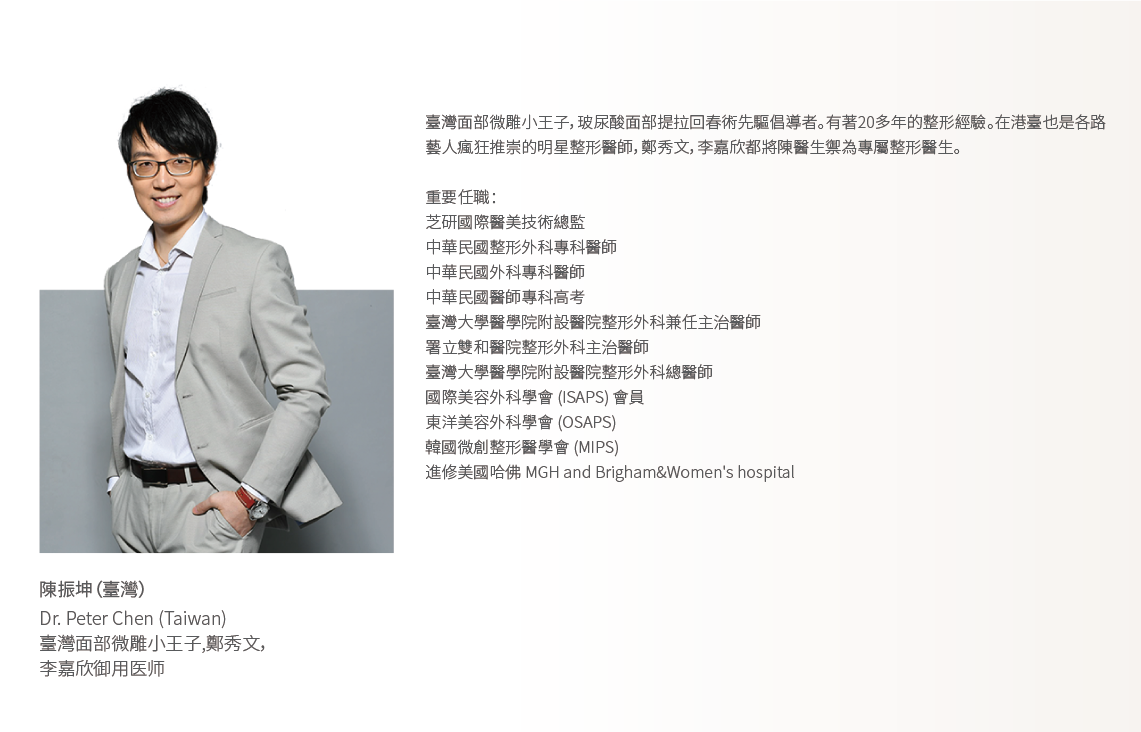 臺灣面部微雕小王子，玻尿酸面部提拉回春術先驅倡導者。有著20多年的整形經驗。在港臺也是各路
藝人瘋狂推崇的明星整形醫師，鄭秀文，李嘉欣都將陳醫生禦為專屬整形醫生。
重要任職：
芝研國際醫美技術總監
中華民國整形外科專科醫師
中華民國外科專科醫師
中華民國醫師專科高考
臺灣大學醫學院附設醫院整形外科兼任主治醫師
署立雙和醫院整形外科主治醫師
臺灣大學醫學院附設醫院整形外科總醫師
國際美容外科學會 (ISAPS) 會員
東洋美容外科學會 (OSAPS)
韓國微創整形醫學會 (MIPS)
進修美國哈佛 MGH and Brigham&Women's hospital
陳振坤（臺灣）
Dr. Peter Chen (Taiwan)
臺灣面部微雕小王子,鄭秀文，
李嘉欣御用医师